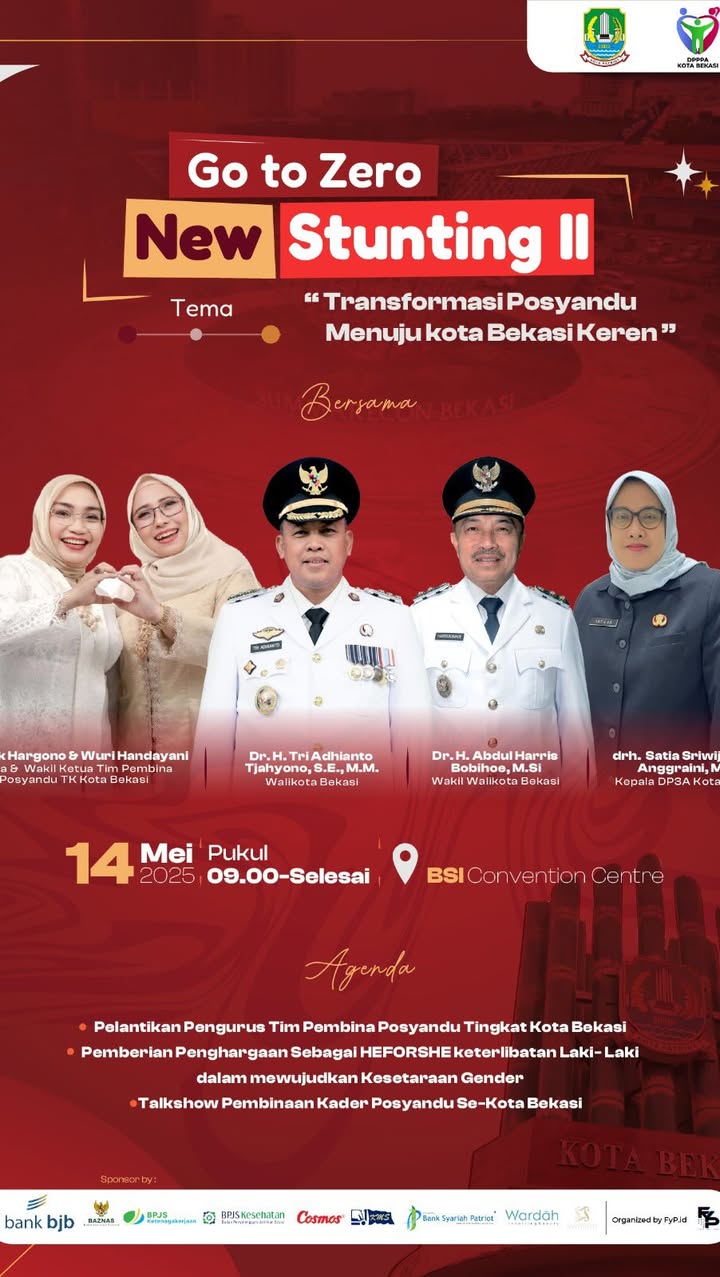 DPPPA
KOTA BEKASI
Go to Zero
New Stunting II
Tema
“ Transformasi Posyandu
Menuju kota Bekasi Keren ”
Bersama
TRI ADHIANTO
k Hargono & Wuri Handayani
a & Wakil Ketua Tim Pembina
Posyandu TK Kota Bekasi
Dr. H. Tri Adhianto
Tjahyono, S.E., M.M.
Walikota Bekasi
Dr. H. Abdul Harris
Bobihoe, M.Si
Wakil Walikota Bekasi
drh. Satia Sriwij
Anggraini, M
Kepala DP3A Kota
14 Mei 2025
Pukul
09.00-Selesai
BSI Convention Centre
Agenda
• Pelantikan Pengurus Tim Pembina Posyandu Tingkat Kota Bekasi
• Pemberian Penghargaan Sebagai HEFORSHE keterlibatan Laki- Laki
dalam mewujudkan Kesetaraan Gender
•Talkshow Pembinaan Kader Posyandu Se-Kota Bekasi
KOTA BEK
Sponsor by :
bank bjb
BAZNAS
BPJS
Ketenagakerjaan
BPJS Kesehatan
Cosmos
KMS
Bank Syariah Patriot
Wardah
Organized by FyP.id
FYP